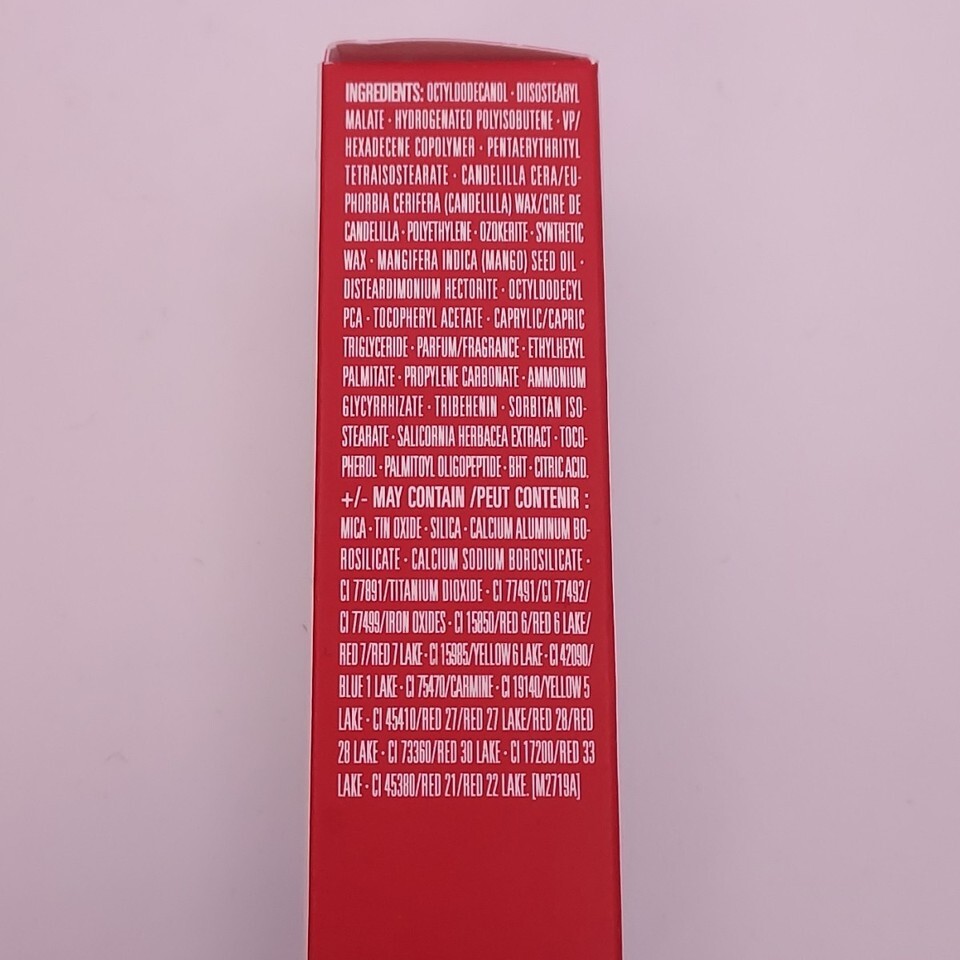 INGREDIENTS: OCTYLDODECANOL • DIISOSTEARYL
MALATE • HYDROGENATED POLYISOBUTENE • VP/
HEXADECENE COPOLYMER • PENTAERYTHRITYL
TETRAISOSTEARATE • CANDELILLA CERA/EU-
PHORBIA CERIFERA (CANDELILLA) WAX/CIRE DE
CANDELILLA • POLYETHYLENE • OZOKERITE • SYNTHETIC
WAX • MANGIFERA INDICA (MANGO) SEED OIL •
DISTEARDIMONIUM HECTORITE • OCTYLDODECYL
PCA • TOCOPHERYL ACETATE • CAPRYLIC/CAPRIC
TRIGLYCERIDE • PARFUM/FRAGRANCE • ETHYLHEXYL
PALMITATE • PROPYLENE CARBONATE • AMMONIUM
GLYCYRRHIZATE • TRIBEHENIN • SORBITAN ISO-
STEARATE • SALICORNIA HERBACEA EXTRACT • TOCO-
PHEROL • PALMITOYL OLIGOPEPTIDE • BHT • CITRIC ACID.
+/- MAY CONTAIN /PEUT CONTENIR :
MICA • TIN OXIDE • SILICA • CALCIUM ALUMINUM BO-
ROSILICATE • CALCIUM SODIUM BOROSILICATE •
CI 77891/TITANIUM DIOXIDE • CI 77491/CI 77492/
CI 77499/IRON OXIDES • CI 15850/RED 6/RED 6 LAKE/
RED 7/RED 7 LAKE • CI 15985/YELLOW 6 LAKE • CI 42090/
BLUE 1 LAKE • CI 75470/CARMINE • CI 19140/YELLOW 5
LAKE • CI 45410/RED 27/RED 27 LAKE/RED 28/RED
28 LAKE • CI 73360/RED 30 LAKE • CI 17200/RED 33
LAKE • CI 45380/RED 21/RED 22 LAKE. [M2719A]